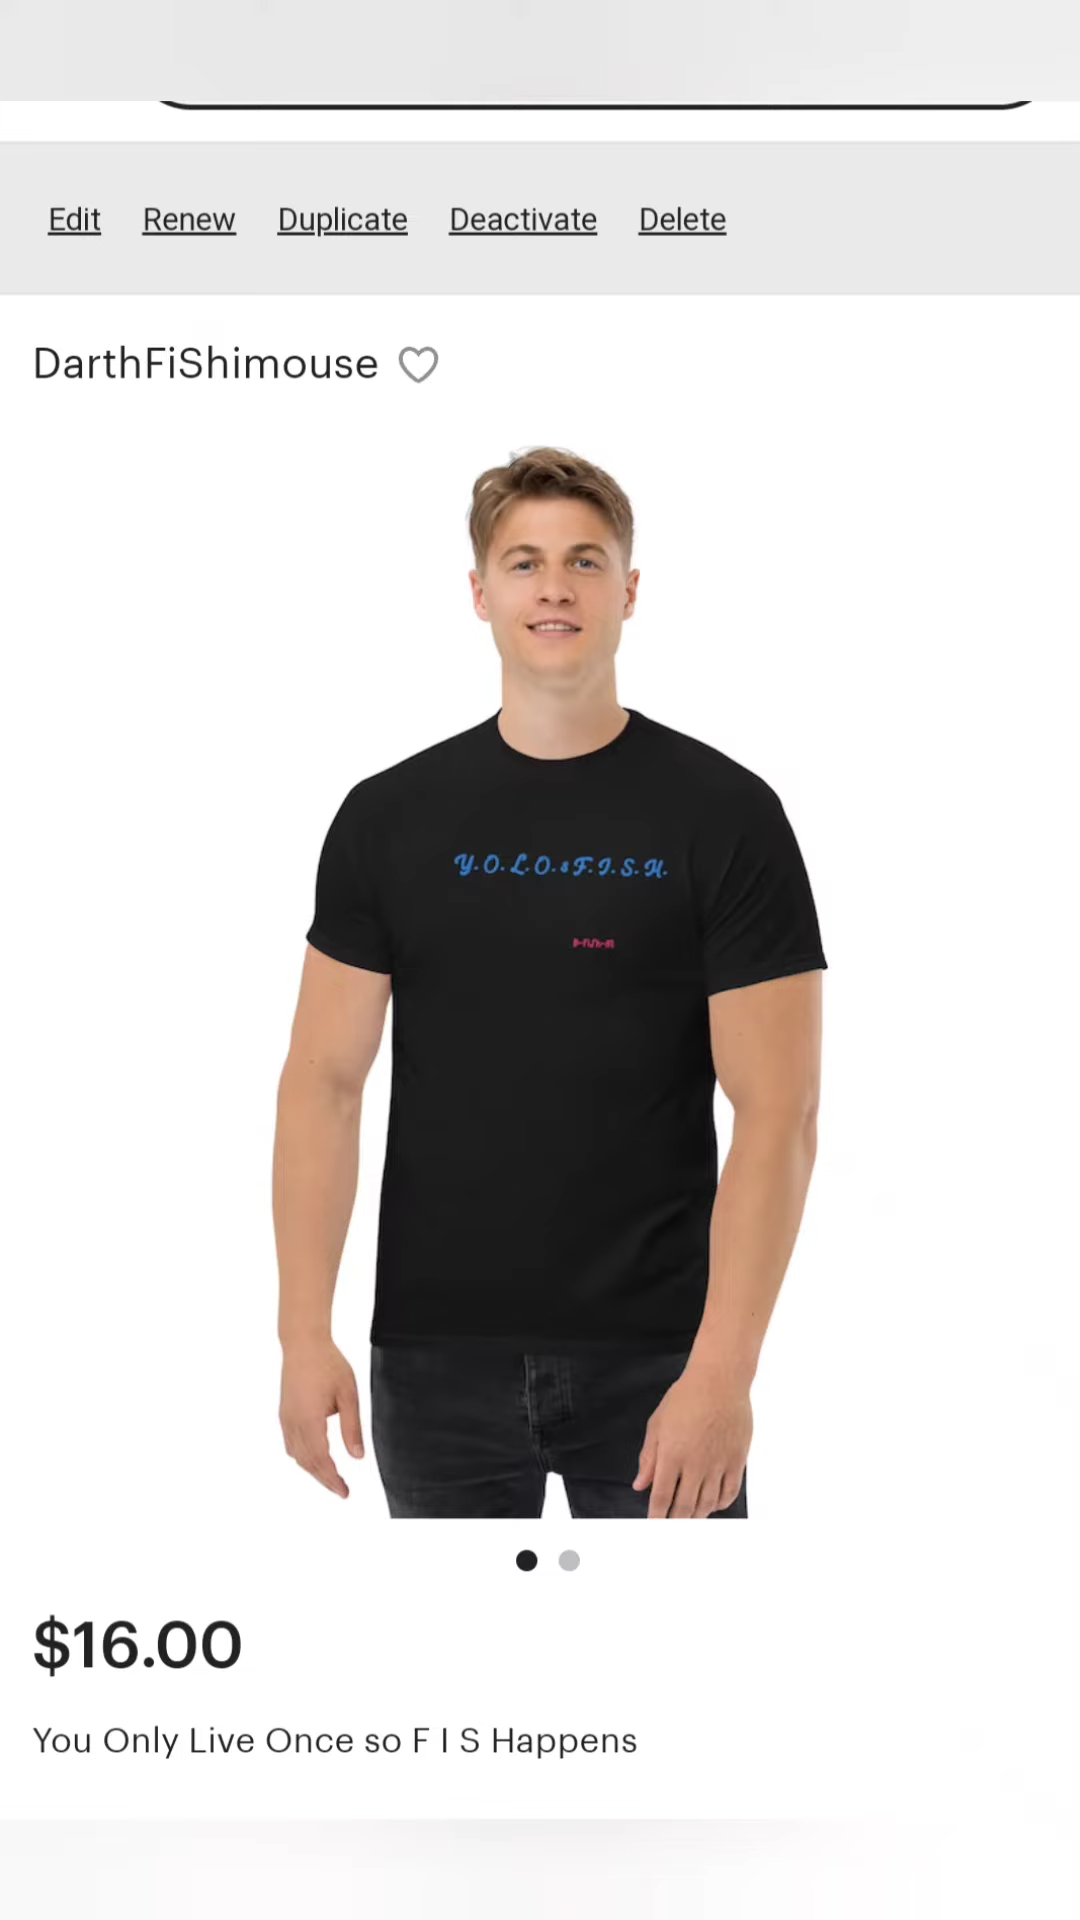 Edit Renew Duplicate Deactivate Delete
DarthFiShimouse
Y.O.L.O.&F.I.S.H.
$16.00
You Only Live Once so F I S Happens